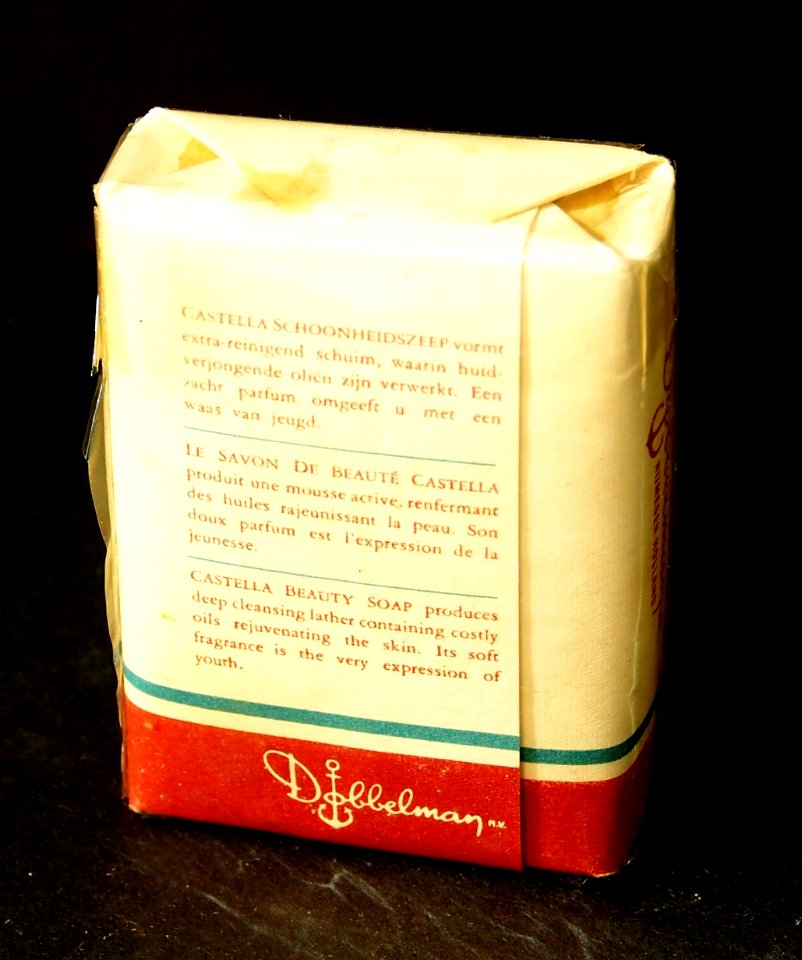 CASTELLA SCHOONHEIDSZEEP vormt
extra-reinigend schuim, waarin huid-
verjongende oliën zijn verwerkt. Een
zacht parfum omgeeft u met een
waas van jeugd.
LE SAVON DE BEAUTÉ CASTELLA
produit une mousse active, renfermant
des huiles rajeunissant la peau. Son
doux parfum est l'expression de la
jeunesse.
CASTELLA BEAUTY SOAP produces
deep cleansing lather containing costly
oils rejuvenating the skin. Its soft
fragrance is the very expression of
youth.
Dobbelman N.V.